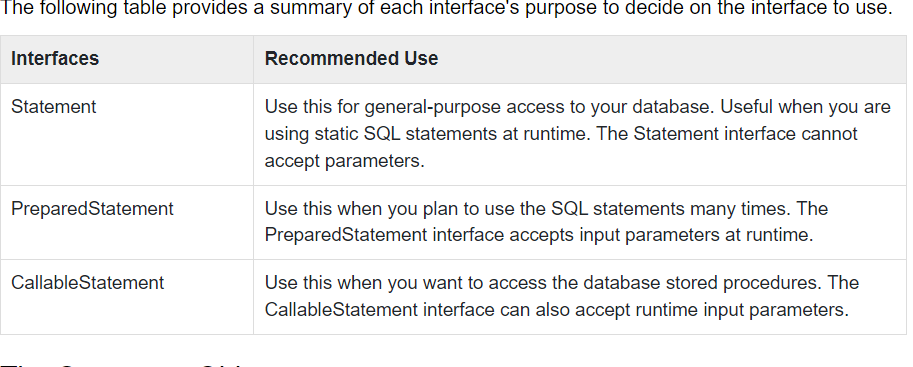 The following table provides a summary of each interface's purpose to decide on the interface to use.
Interfaces
Recommended Use
Statement
Use this for general-purpose access to your database. Useful when you are
using static SQL statements at runtime. The Statement interface cannot
accept parameters.
PreparedStatement
Use this when you plan to use the SQL statements many times. The
PreparedStatement interface accepts input parameters at runtime.
CallableStatement
Use this when you want to access the database stored procedures. The
CallableStatement interface can also accept runtime input parameters.